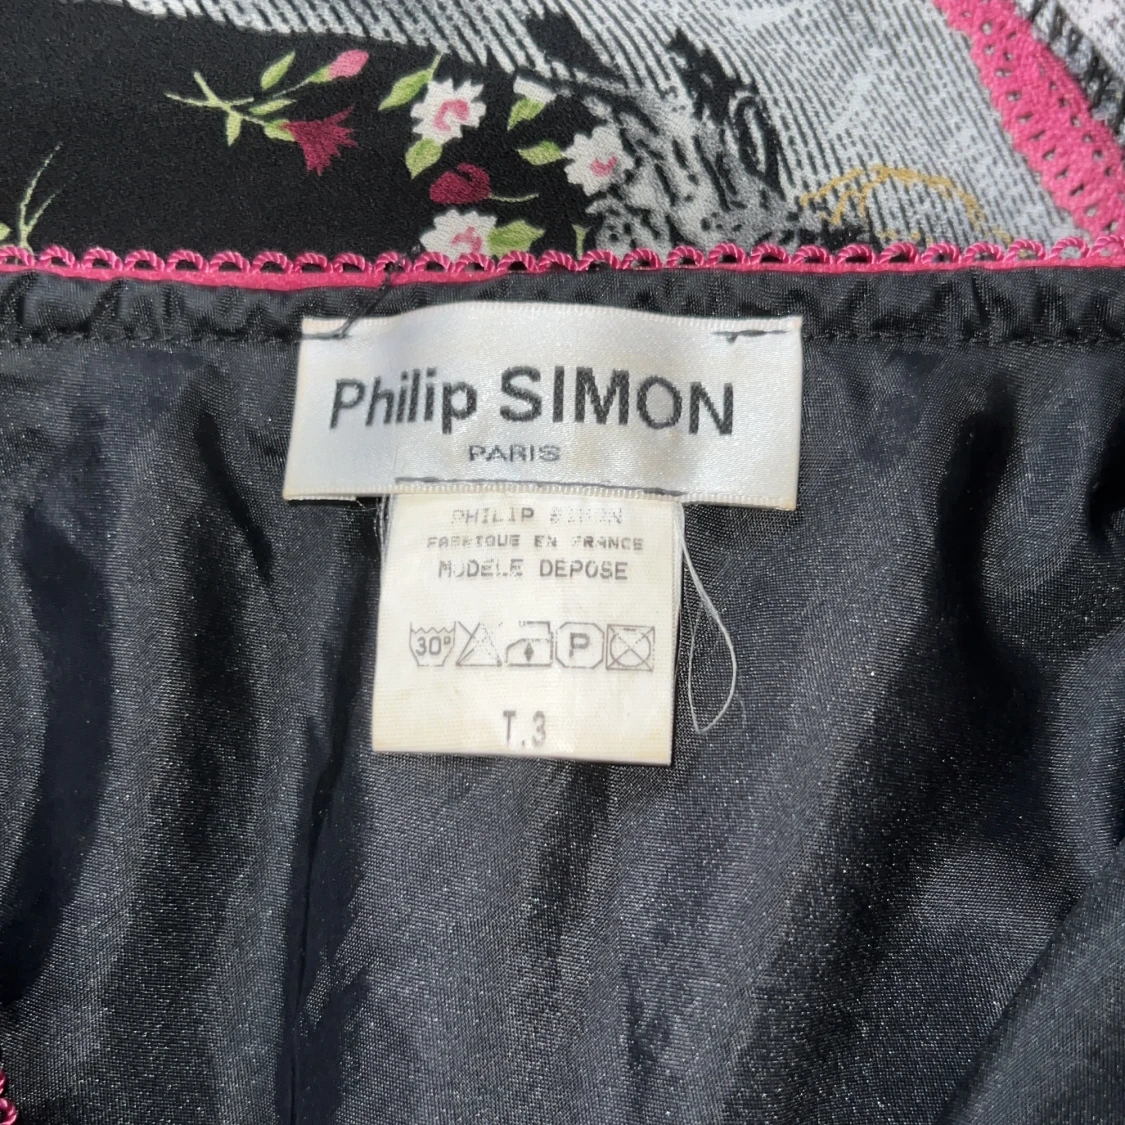 Philip SIMON
PARIS
PHILIP SIMON
FABRIQUE EN FRANCE
MODELE DEPOSE
30° P
T.3